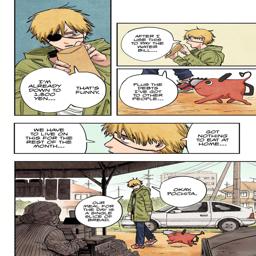 I'M
ALREADY
DOWN TO
1,800
YEN...
THAT'S
FUNNY.
AFTER I
USE THIS
TO PAY THE
WATER
BILL...
PLUS THE
DEBTS
I'VE GOT
OTHER
PEOPLE...
WE HAVE
TO LIVE ON
THIS FOR THE
REST OF THE
MONTH...
GOT
NOTHING
TO EAT AT
HOME...
OUR
MEAL FOR
THE DAY IS
A SINGLE
SLICE OF
BREAD.
OKAY,
POCHITA.